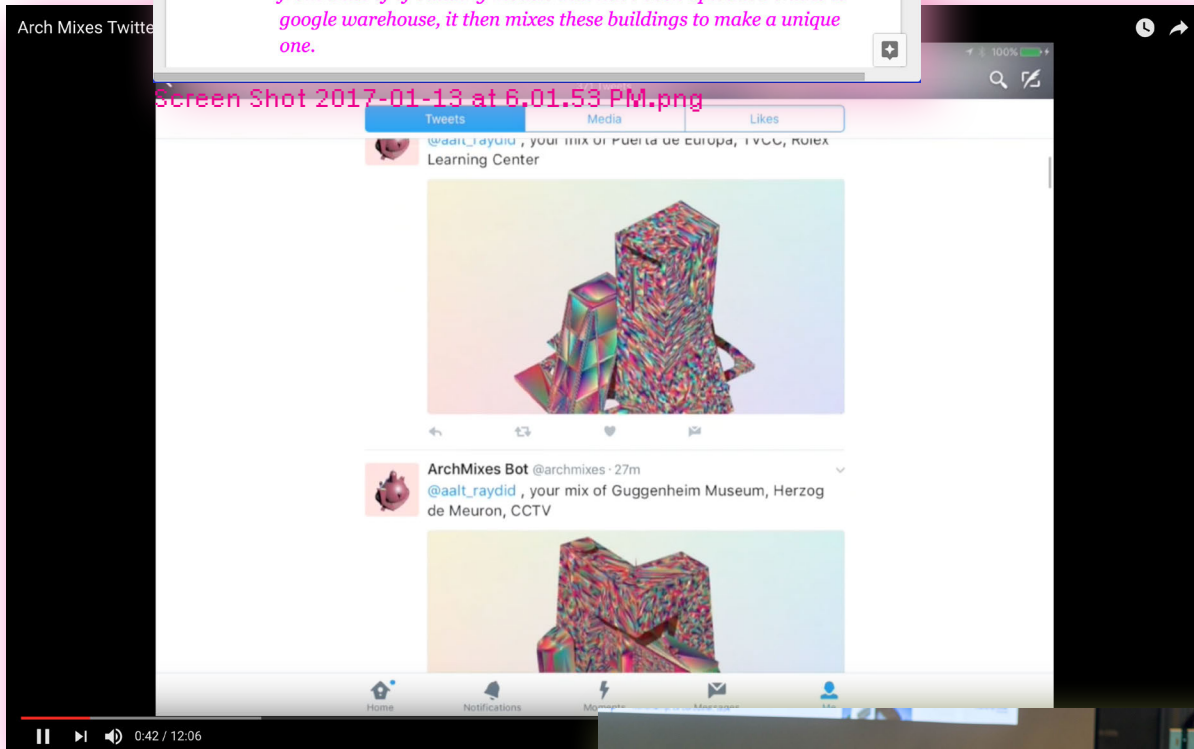 google warehouse, it then mixes these buildings to make a unique
one.
Arch Mixes Twitte
100%
Screen Shot 2017-01-13 at 6.01.53 PM.png
Tweets
Media
Likes
@aalt_raydid , your mix of Puerta de Europa, TVCC, Rolex
Learning Center
ArchMixes Bot @archmixes · 27m
@aalt_raydid , your mix of Guggenheim Museum, Herzog
de Meuron, CCTV
Home
Notifications
Moments
Messages
Me
0:42 / 12:06